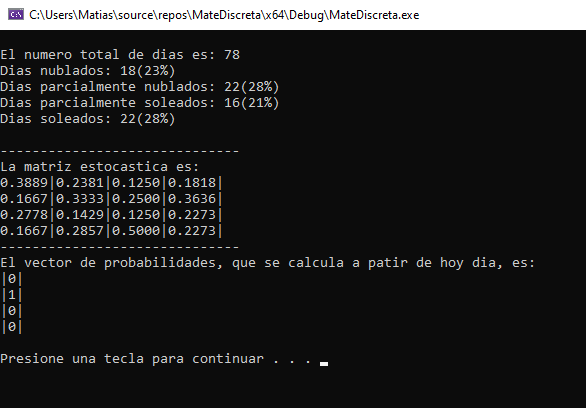 C:\Users\Matias\source\repos\MateDiscreta\x64\Debug\MateDiscreta.exe
El numero total de dias es: 78
Dias nublados: 18(23%)
Dias parcialmente nublados: 22(28%)
Dias parcialmente soleados: 16(21%)
Dias soleados: 22(28%)
------------------------------
La matriz estocastica es:
0.3889|0.2381|0.1250|0.1818|
0.1667|0.3333|0.2500|0.3636|
0.2778|0.1429|0.1250|0.2273|
0.1667|0.2857|0.5000|0.2273|
------------------------------
El vector de probabilidades, que se calcula a patir de hoy dia, es:
|0|
|1|
|0|
|0|
Presione una tecla para continuar . . .